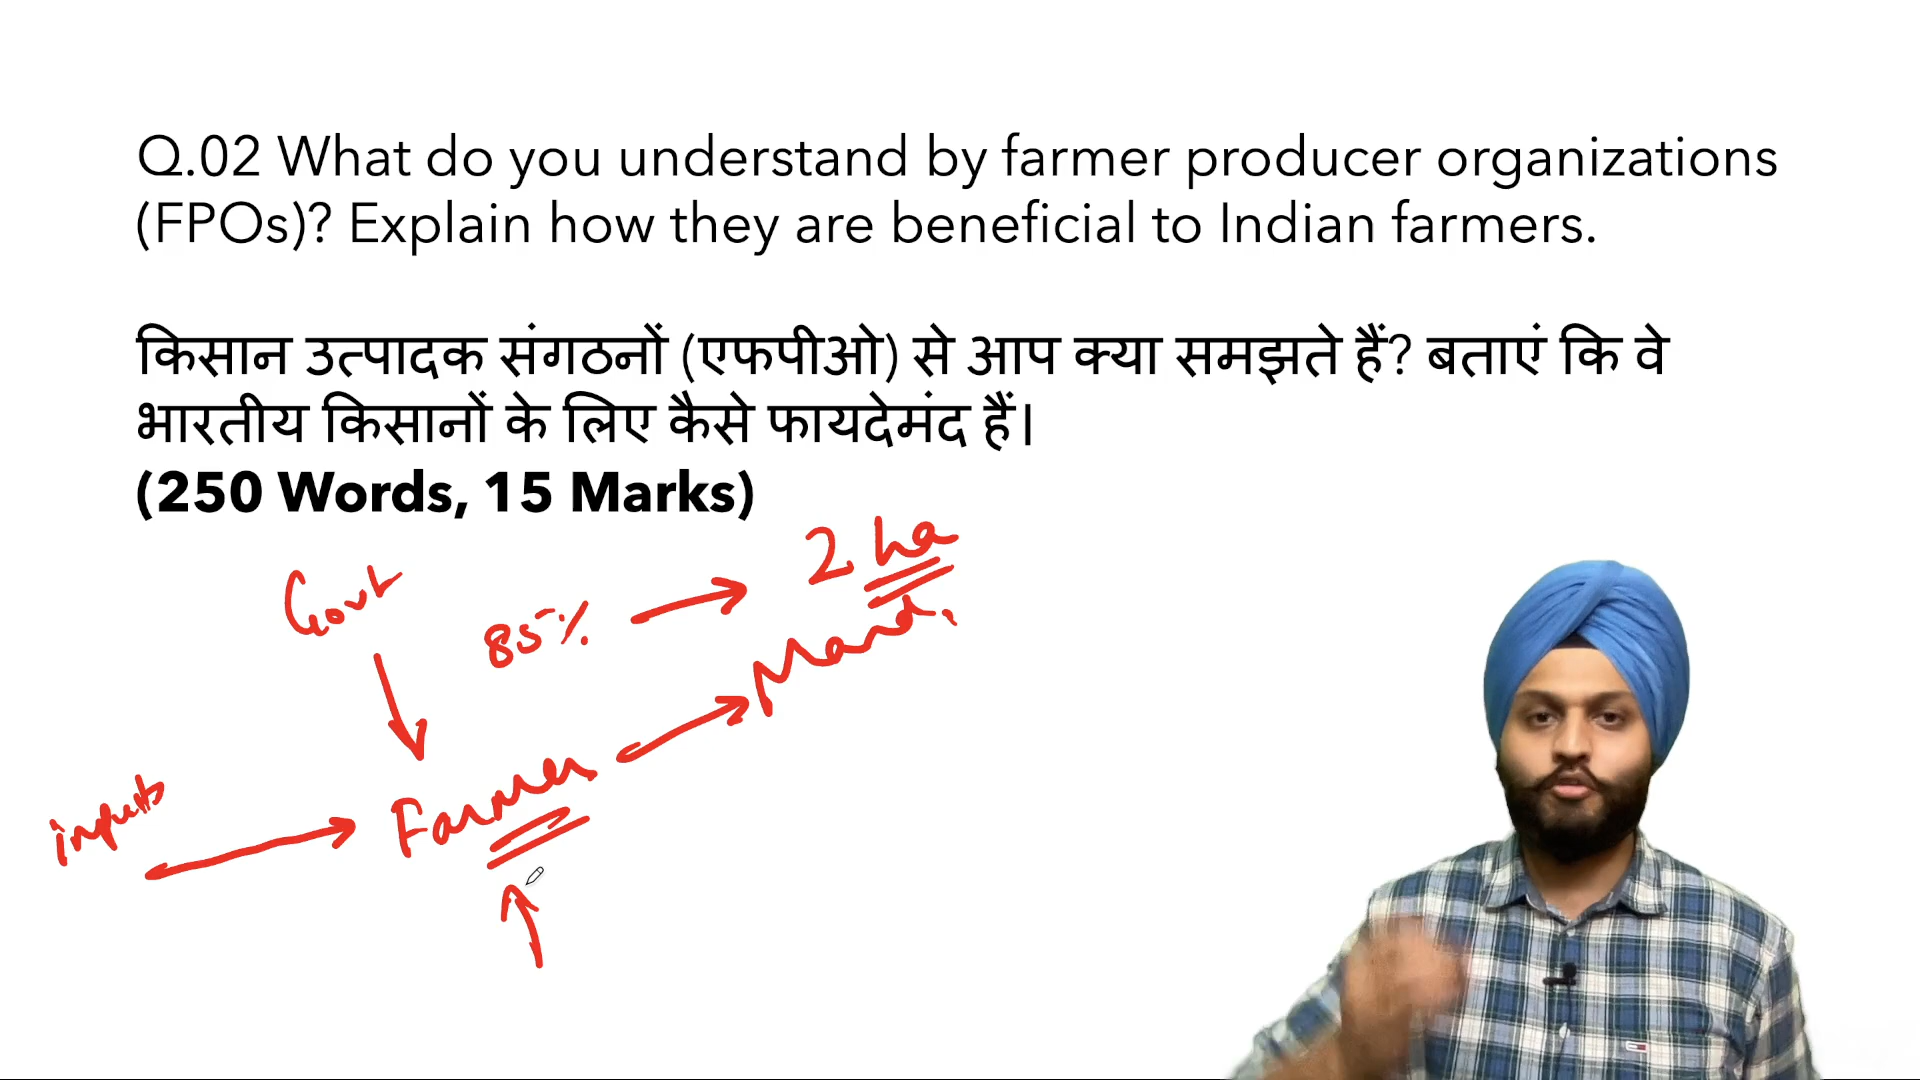 Q.02 What do you understand by farmer producer organizations
(FPOs)? Explain how they are beneficial to Indian farmers.
किसान उत्पादक संगठनों (एफपीओ) से आप क्या समझते हैं? बताएं कि वे
भारतीय किसानों के लिए कैसे फायदेमंद हैं।
(250 Words, 15 Marks)
2 ha
Govt
85%
Mandi
Farmer
inputs